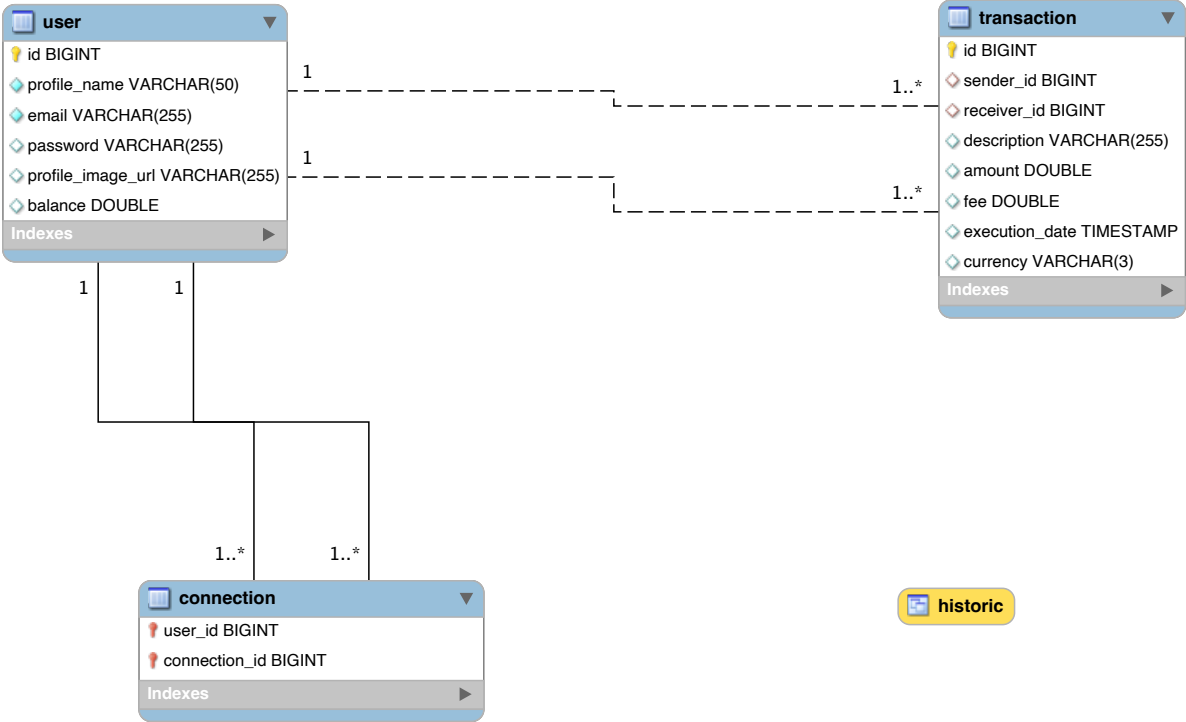 user
id BIGINT
profile_name VARCHAR(50)
email VARCHAR(255)
password VARCHAR(255)
profile_image_url VARCHAR(255)
balance DOUBLE
Indexes
transaction
id BIGINT
sender_id BIGINT
receiver_id BIGINT
description VARCHAR(255)
amount DOUBLE
fee DOUBLE
execution_date TIMESTAMP
currency VARCHAR(3)
Indexes
1
1..*
1
1..*
1
1
1..*
1..*
connection
user_id BIGINT
connection_id BIGINT
Indexes
historic